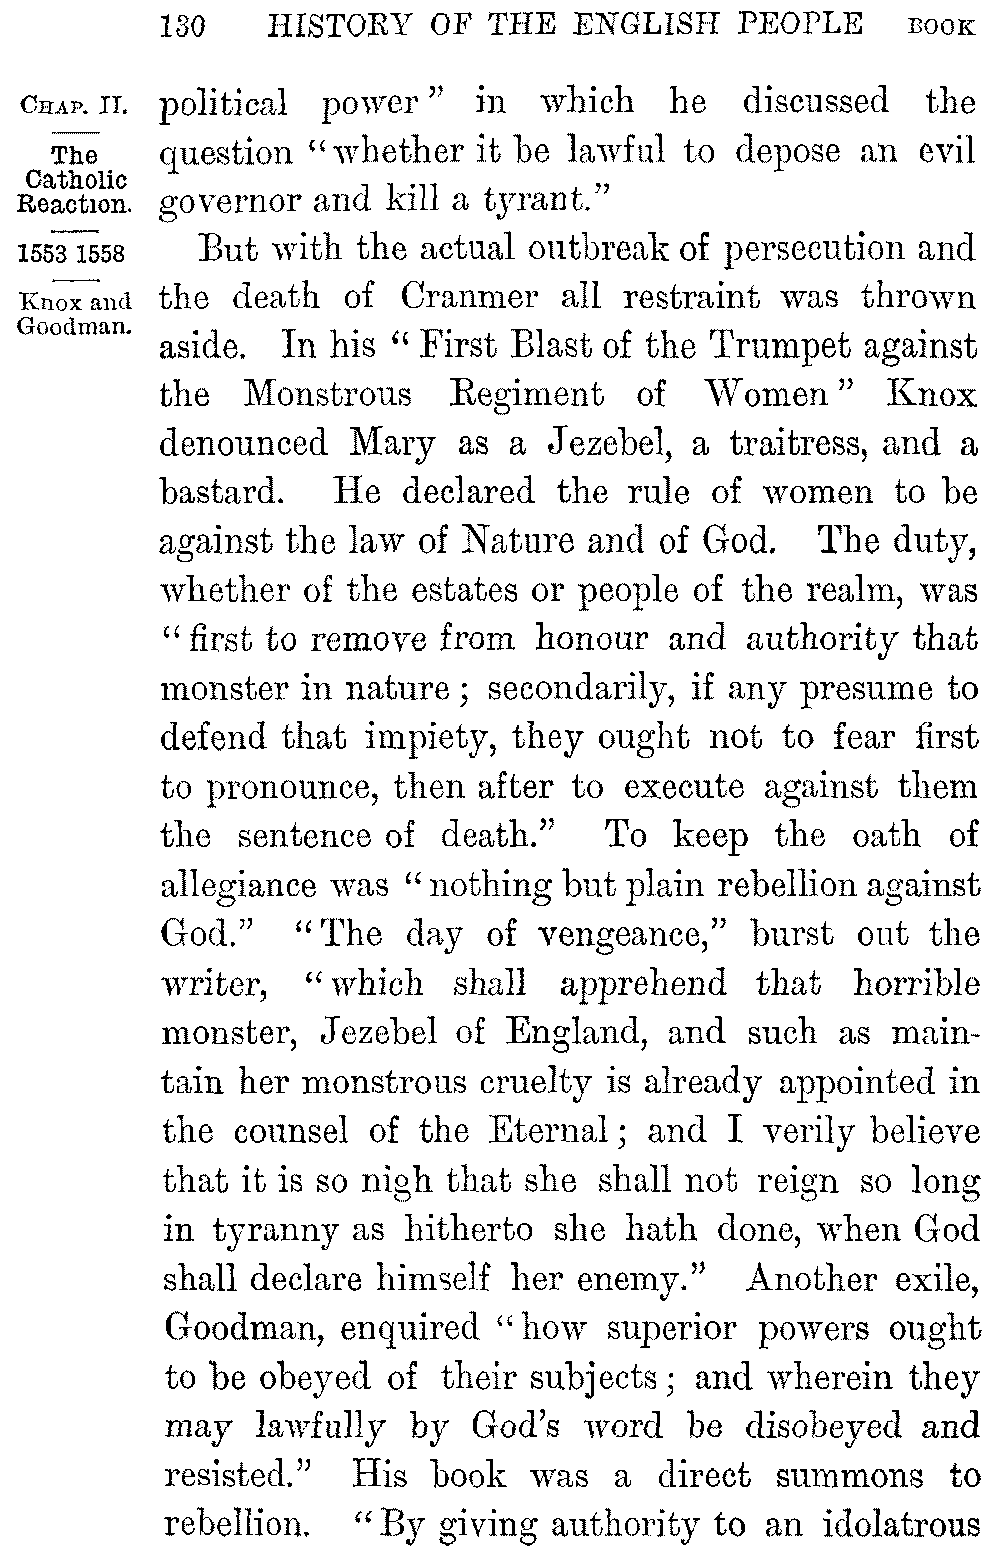 130 HISTORY OF THE ENGLISH PEOPLE BOOK
CHAP. II.
The
Catholic
Reaction.
1553 1558
Knox and
Goodman.
political power" in which he discussed the
question "whether it be lawful to depose an evil
governor and kill a tyrant."
But with the actual outbreak of persecution and
the death of Cranmer all restraint was thrown
aside. In his "First Blast of the Trumpet against
the Monstrous Regiment of Women" Knox
denounced Mary as a Jezebel, a traitress, and a
bastard. He declared the rule of women to be
against the law of Nature and of God. The duty,
whether of the estates or people of the realm, was
"first to remove from honour and authority that
monster in nature; secondarily, if any presume to
defend that impiety, they ought not to fear first
to pronounce, then after to execute against them
the sentence of death." To keep the oath of
allegiance was "nothing but plain rebellion against
God." "The day of vengeance," burst out the
writer, "which shall apprehend that horrible
monster, Jezebel of England, and such as main-
tain her monstrous cruelty is already appointed in
the counsel of the Eternal; and I verily believe
that it is so nigh that she shall not reign so long
in tyranny as hitherto she hath done, when God
shall declare himself her enemy." Another exile,
Goodman, enquired "how superior powers ought
to be obeyed of their subjects; and wherein they
may lawfully by God's word be disobeyed and
resisted." His book was a direct summons to
rebellion. "By giving authority to an idolatrous